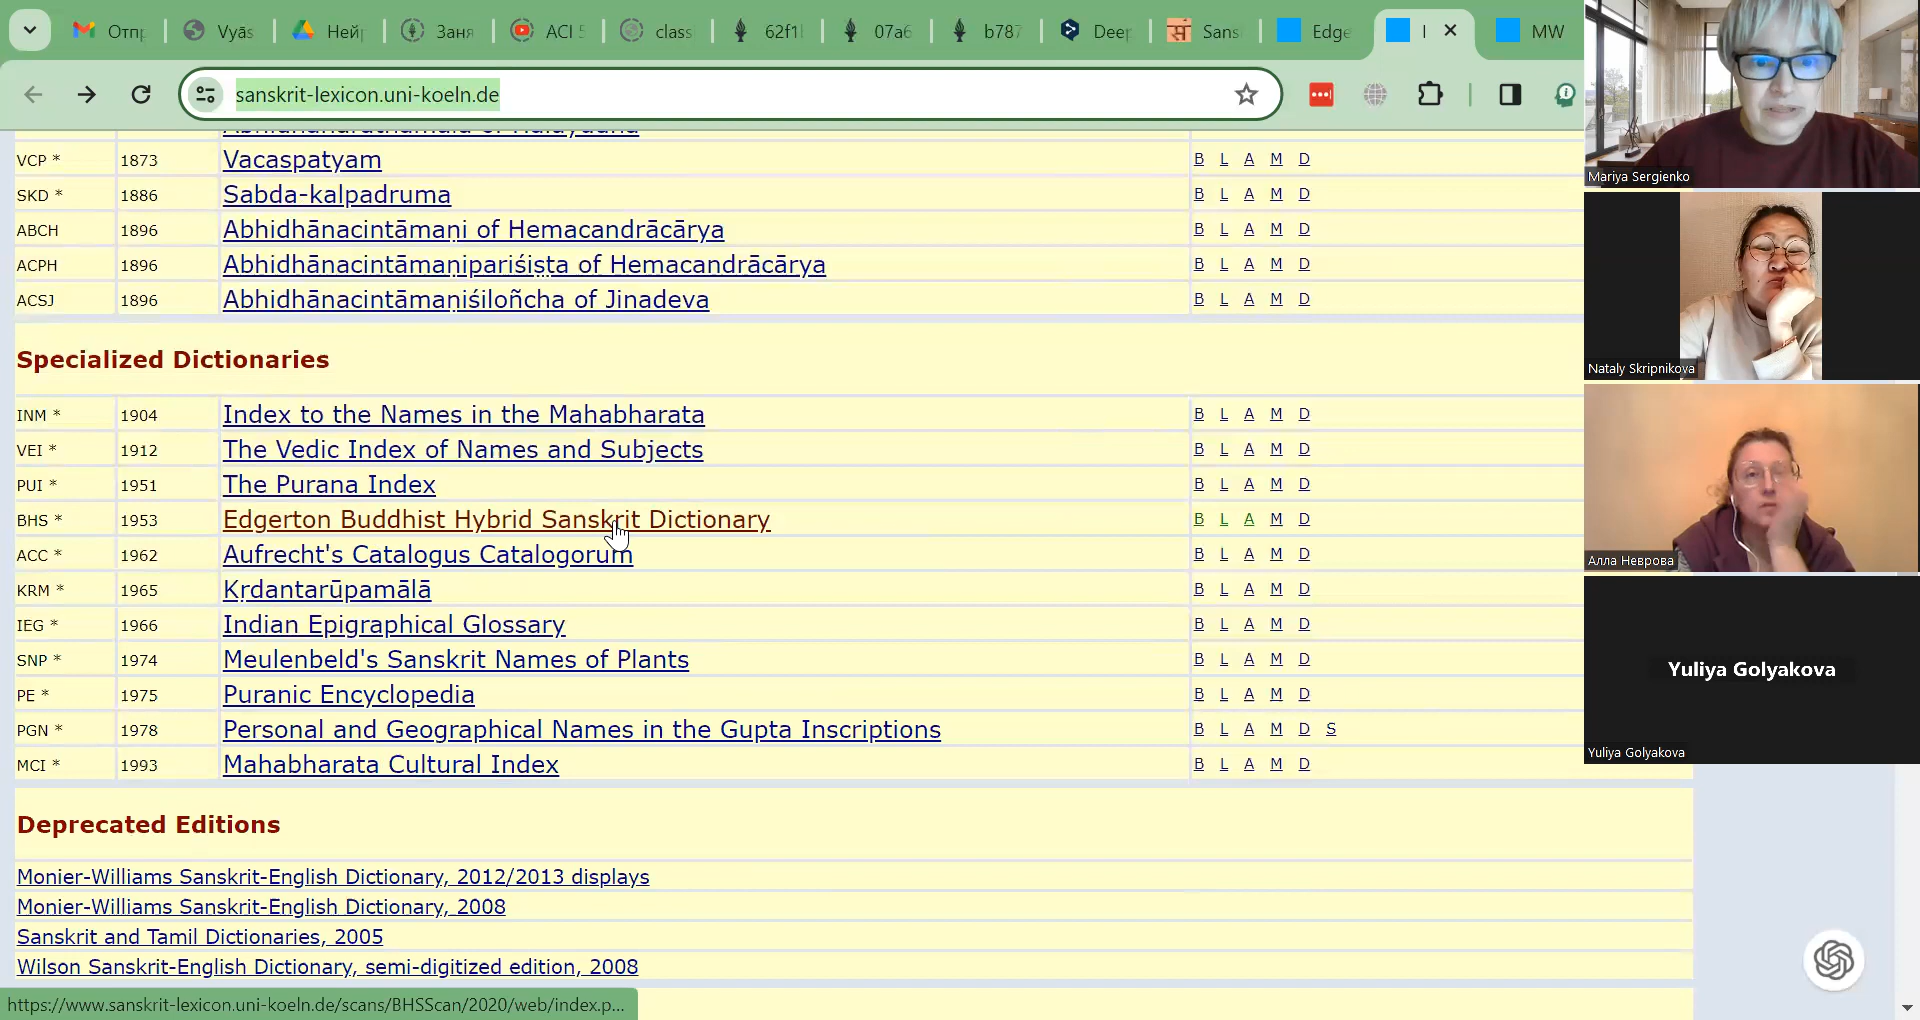 Отпр Vyās Ней Заня ACI 5 class 62f1l 07a6 b787 Deep Sans Edge I MW
sanskrit-lexicon.uni-koeln.de
VCP * 1873 Vacaspatyam B L A M D
SKD * 1886 Sabda-kalpadruma B L A M D
ABCH 1896 Abhidhānacintāmaṇi of Hemacandrācārya B L A M D
ACPH 1896 Abhidhānacintāmaṇipariśiṣṭa of Hemacandrācārya B L A M D
ACSJ 1896 Abhidhānacintāmaṇiśiloñcha of Jinadeva B L A M D
Specialized Dictionaries
INM * 1904 Index to the Names in the Mahabharata B L A M D
VEI * 1912 The Vedic Index of Names and Subjects B L A M D
PUI * 1951 The Purana Index B L A M D
BHS * 1953 Edgerton Buddhist Hybrid Sanskrit Dictionary B L A M D
ACC * 1962 Aufrecht's Catalogus Catalogorum B L A M D
KRM * 1965 Kṛdantarūpamālā B L A M D
IEG * 1966 Indian Epigraphical Glossary B L A M D
SNP * 1974 Meulenbeld's Sanskrit Names of Plants B L A M D
PE * 1975 Puranic Encyclopedia B L A M D
PGN * 1978 Personal and Geographical Names in the Gupta Inscriptions B L A M D S
MCI * 1993 Mahabharata Cultural Index B L A M D
Deprecated Editions
Monier-Williams Sanskrit-English Dictionary, 2012/2013 displays
Monier-Williams Sanskrit-English Dictionary, 2008
Sanskrit and Tamil Dictionaries, 2005
Wilson Sanskrit-English Dictionary, semi-digitized edition, 2008
https://www.sanskrit-lexicon.uni-koeln.de/scans/BHSScan/2020/web/index.p...
Mariya Sergienko
Nataly Skripnikova
Алла Неврова
Yuliya Golyakova
Yuliya Golyakova